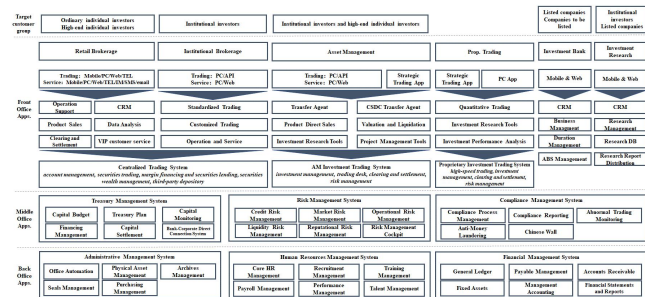 Target
customer
group
Ordinary individual investors
High-end individual investors
Institutional investors
Institutional investors and high-end individual investors
Listed companies
Companies to be
listed
Institutional
investors
Listed companies
Retail Brokerage
Institutional Brokerage
Asset Management
Prop. Trading
Investment Bank
Investment
Research
Trading: Mobile/PC/Web/TEL
Service: Mobile/PC/Web/TEL/IM/SMS/email
Trading: PC/API
Service: PC/Web
Trading: PC/API
Service: PC/Web
Strategic
Trading App
Strategic
Trading App
PC App
Mobile & Web
Mobile & Web
Front
Office
Apps.
Operation
Support
CRM
Standardized Trading
Transfer Agent
CSDC Transfer Agent
Quantitative Trading
CRM
CRM
Product Sales
Data Analysis
Customized Trading
Product Direct Sales
Valuation and Liquidation
Investment Research Tools
Business
Management
Research
Management
Clearing and
Settlement
VIP customer service
Operation and Service
Investment Research Tools
Project Management Tools
Investment Performance Analysis
Duration
Management
Research DB
ABS Management
Research Report
Distribution
Centralized Trading System
account management, securities trading, margin financing and securities lending, securities
wealth management, third-party depository
AM Investment Trading System
investment management, trading desk, clearing and settlement,
risk management
Proprietary Investment Trading System
high-speed trading, investment
management, clearing and settlement,
risk management
Middle
Office
Apps.
Treasury Management System
Capital Budget
Treasury Plan
Capital
Monitoring
Financing
Management
Capital
Settlement
Bank-Corporate Direct
Connection System
Risk Management System
Credit Risk
Management
Market Risk
Management
Operational Risk
Management
Liquidity Risk
Management
Reputational Risk
Management
Risk Management
Cockpit
Compliance Management System
Compliance Process
Management
Compliance Reporting
Abnormal Trading
Monitoring
Anti-Money
Laundering
Chinese Wall
Back
Office
Apps.
Administrative Management System
Office Automation
Physical Asset
Management
Archives
Management
Seals Management
Purchasing
Management
Human Resources Management System
Core HR
Management
Recruitment
Management
Training
Management
Payroll Management
Performance
Management
Talent Management
Financial Management System
General Ledger
Payable Management
Accounts Receivable
Fixed Assets
Management
Accounting
Financial Statements
and Reports